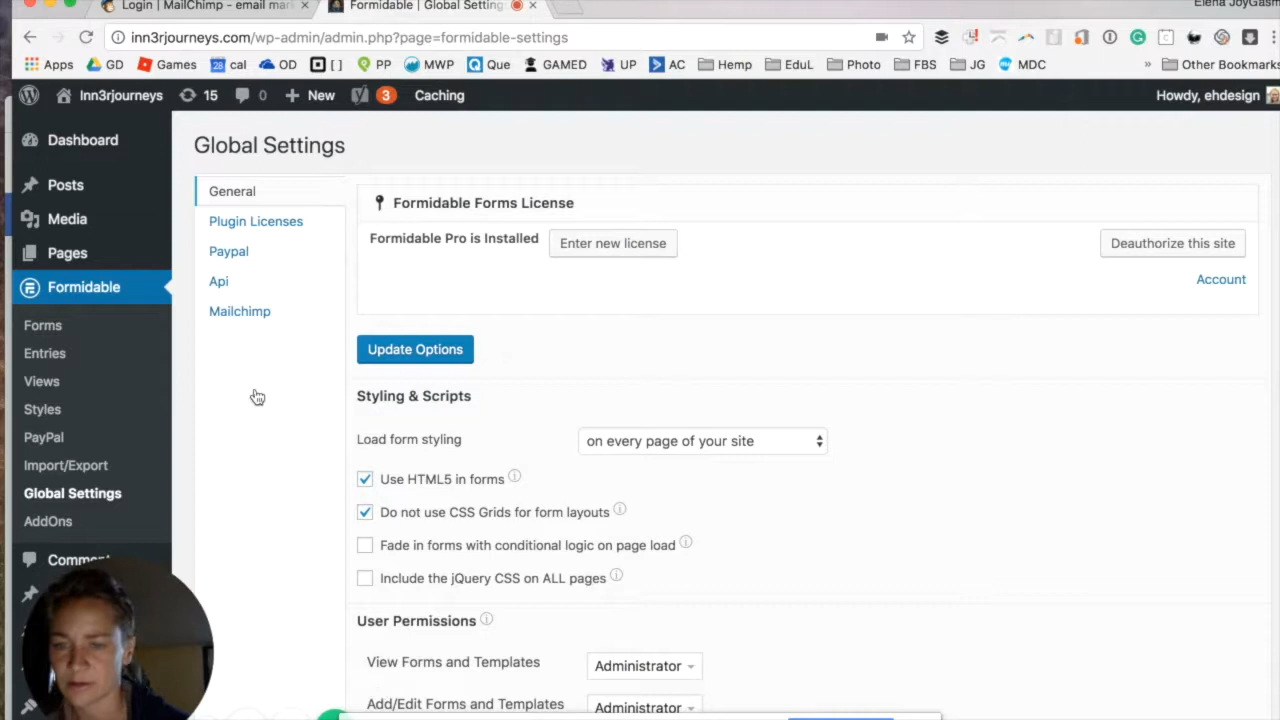 Login | MailChimp - email mark
Formidable | Global Setting
Elena JoyGasm
inn3rjourneys.com/wp-admin/admin.php?page=formidable-settings
Apps GD Games 28 cal OD [ ] PP MWP Que GAMED UP AC Hemp EduL Photo FBS JG MDC » Other Bookmarks
Inn3rjourneys 15 0 New 3 Caching Howdy, ehdesign
Dashboard
Posts
Media
Pages
Formidable
Forms
Entries
Views
Styles
PayPal
Import/Export
Global Settings
AddOns
Comment
Global Settings
General
Plugin Licenses
Paypal
Api
Mailchimp
Formidable Forms License
Formidable Pro is Installed Enter new license Deauthorize this site
Account
Update Options
Styling & Scripts
Load form styling on every page of your site
Use HTML5 in forms
Do not use CSS Grids for form layouts
Fade in forms with conditional logic on page load
Include the jQuery CSS on ALL pages
User Permissions
View Forms and Templates Administrator
Add/Edit Forms and Templates Administrator